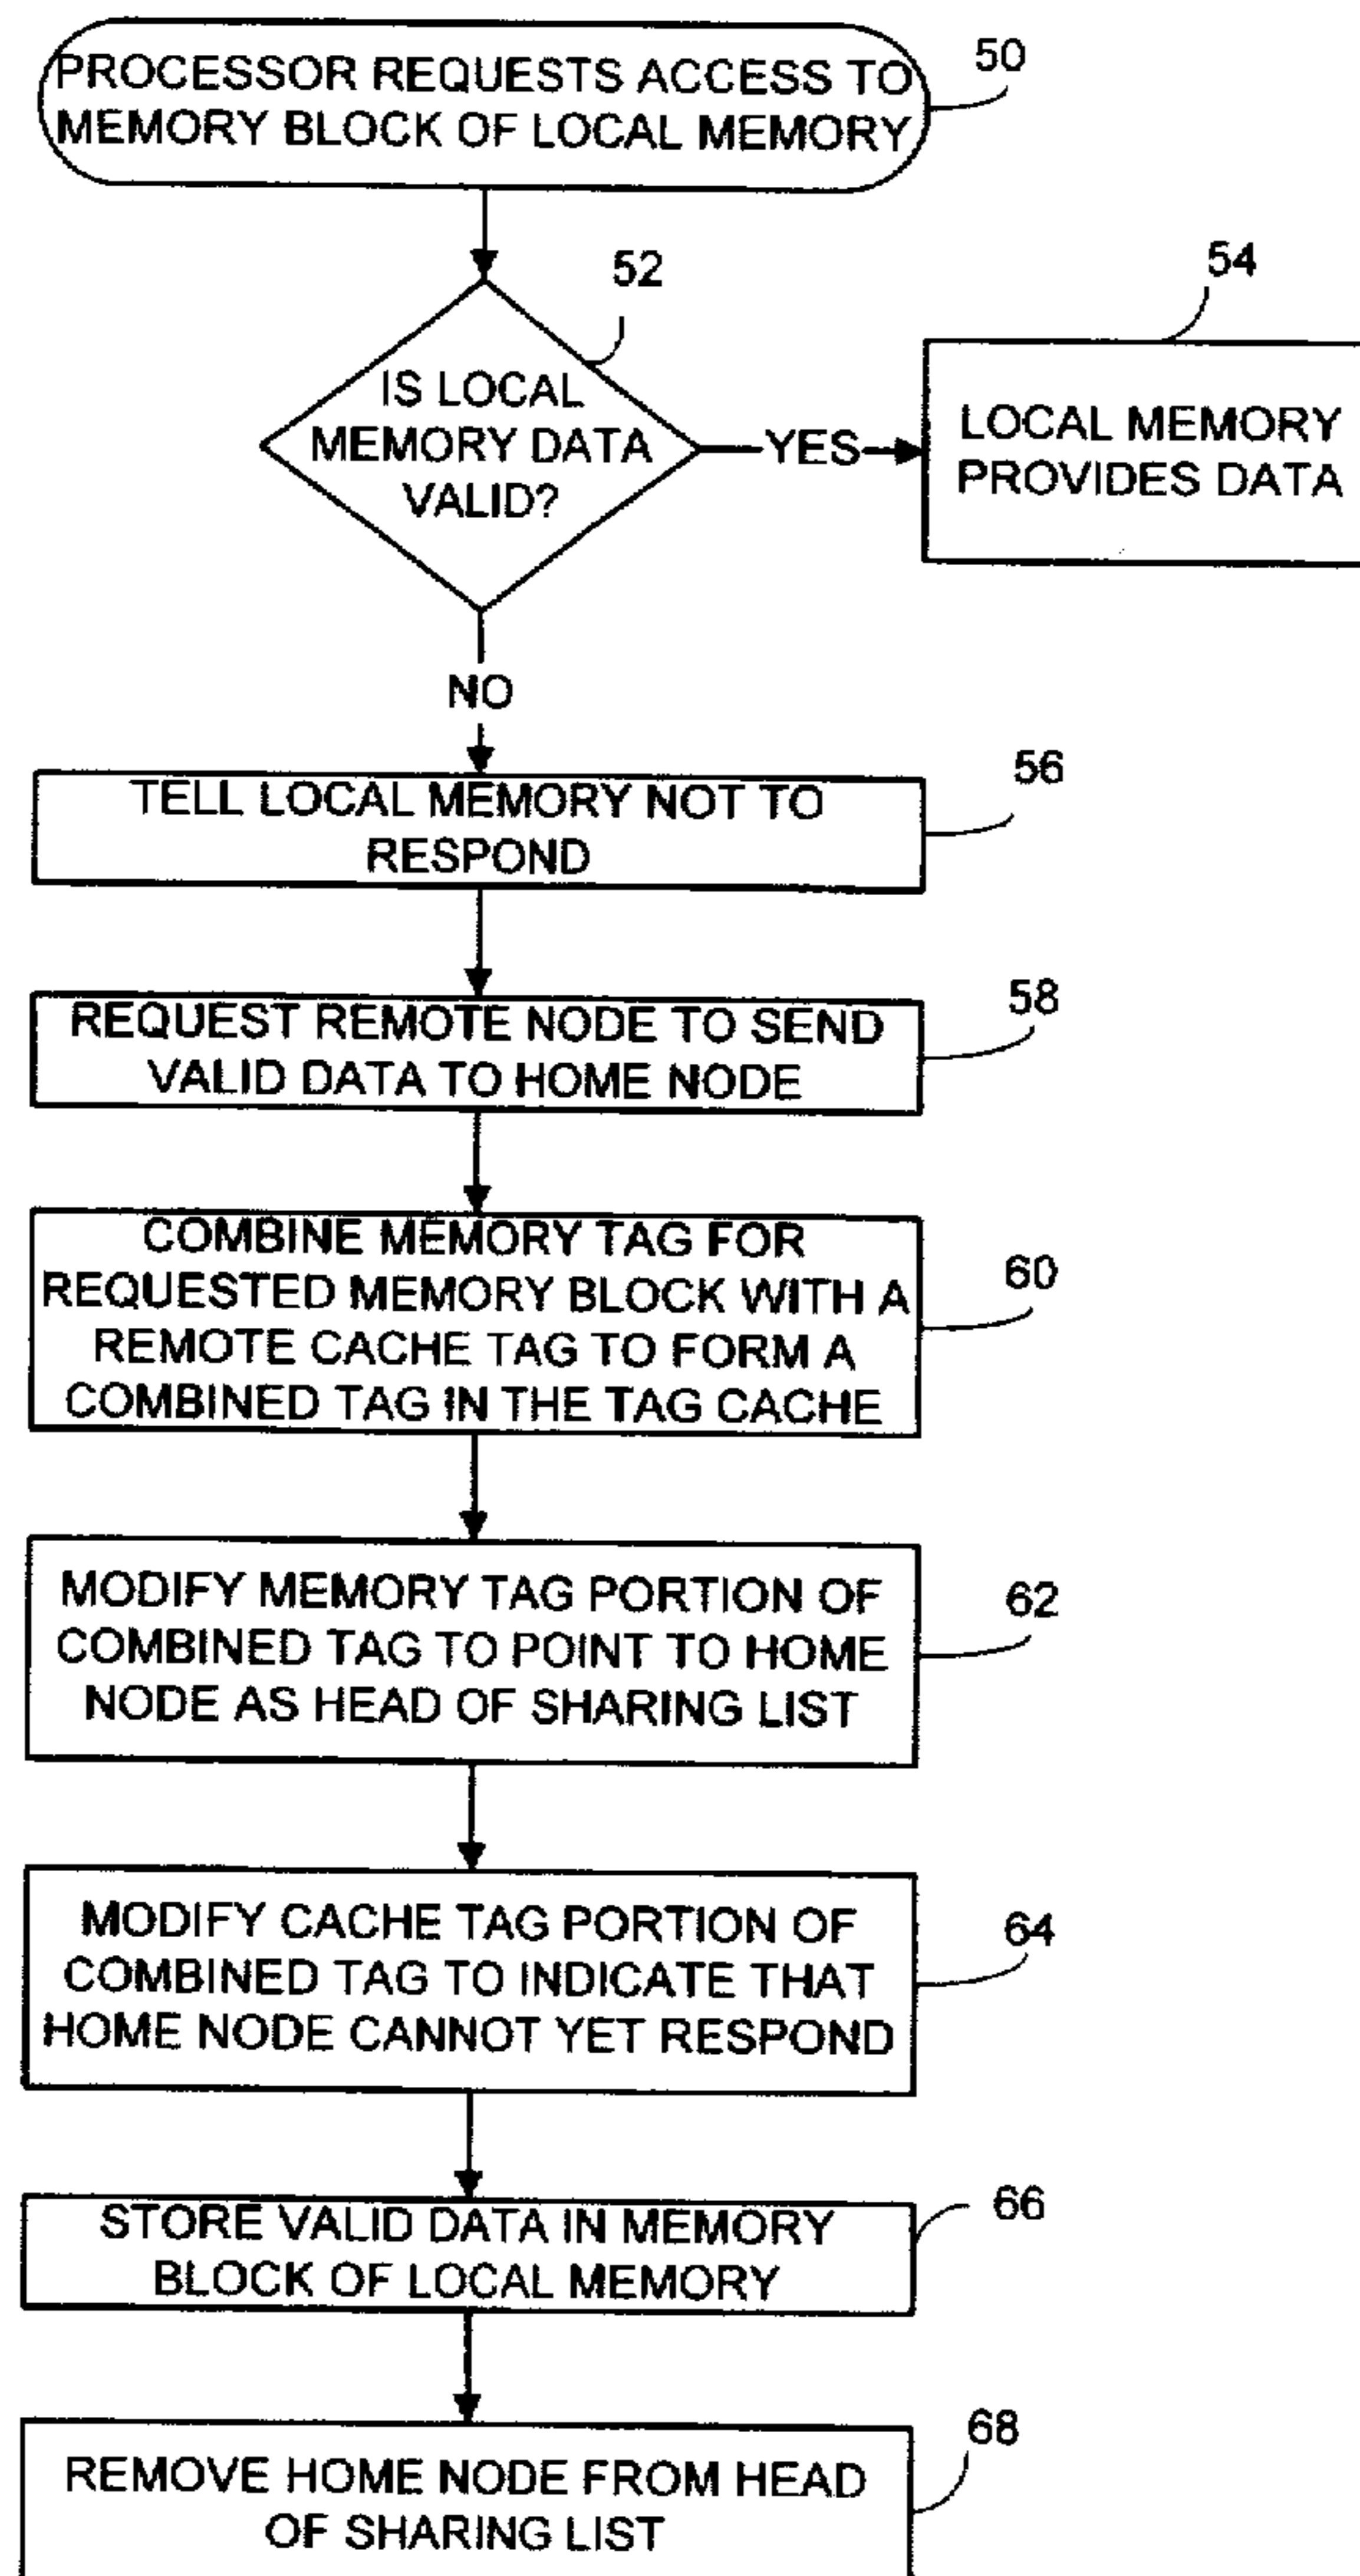 PROCESSOR REQUESTS ACCESS TO
MEMORY BLOCK OF LOCAL MEMORY
50
52
IS LOCAL
MEMORY DATA
VALID?
YES
54
LOCAL MEMORY
PROVIDES DATA
NO
TELL LOCAL MEMORY NOT TO
RESPOND
56
REQUEST REMOTE NODE TO SEND
VALID DATA TO HOME NODE
58
COMBINE MEMORY TAG FOR
REQUESTED MEMORY BLOCK WITH A
REMOTE CACHE TAG TO FORM A
COMBINED TAG IN THE TAG CACHE
60
MODIFY MEMORY TAG PORTION OF
COMBINED TAG TO POINT TO HOME
NODE AS HEAD OF SHARING LIST
62
MODIFY CACHE TAG PORTION OF
COMBINED TAG TO INDICATE THAT
HOME NODE CANNOT YET RESPOND
64
STORE VALID DATA IN MEMORY
BLOCK OF LOCAL MEMORY
66
REMOVE HOME NODE FROM HEAD
OF SHARING LIST
68